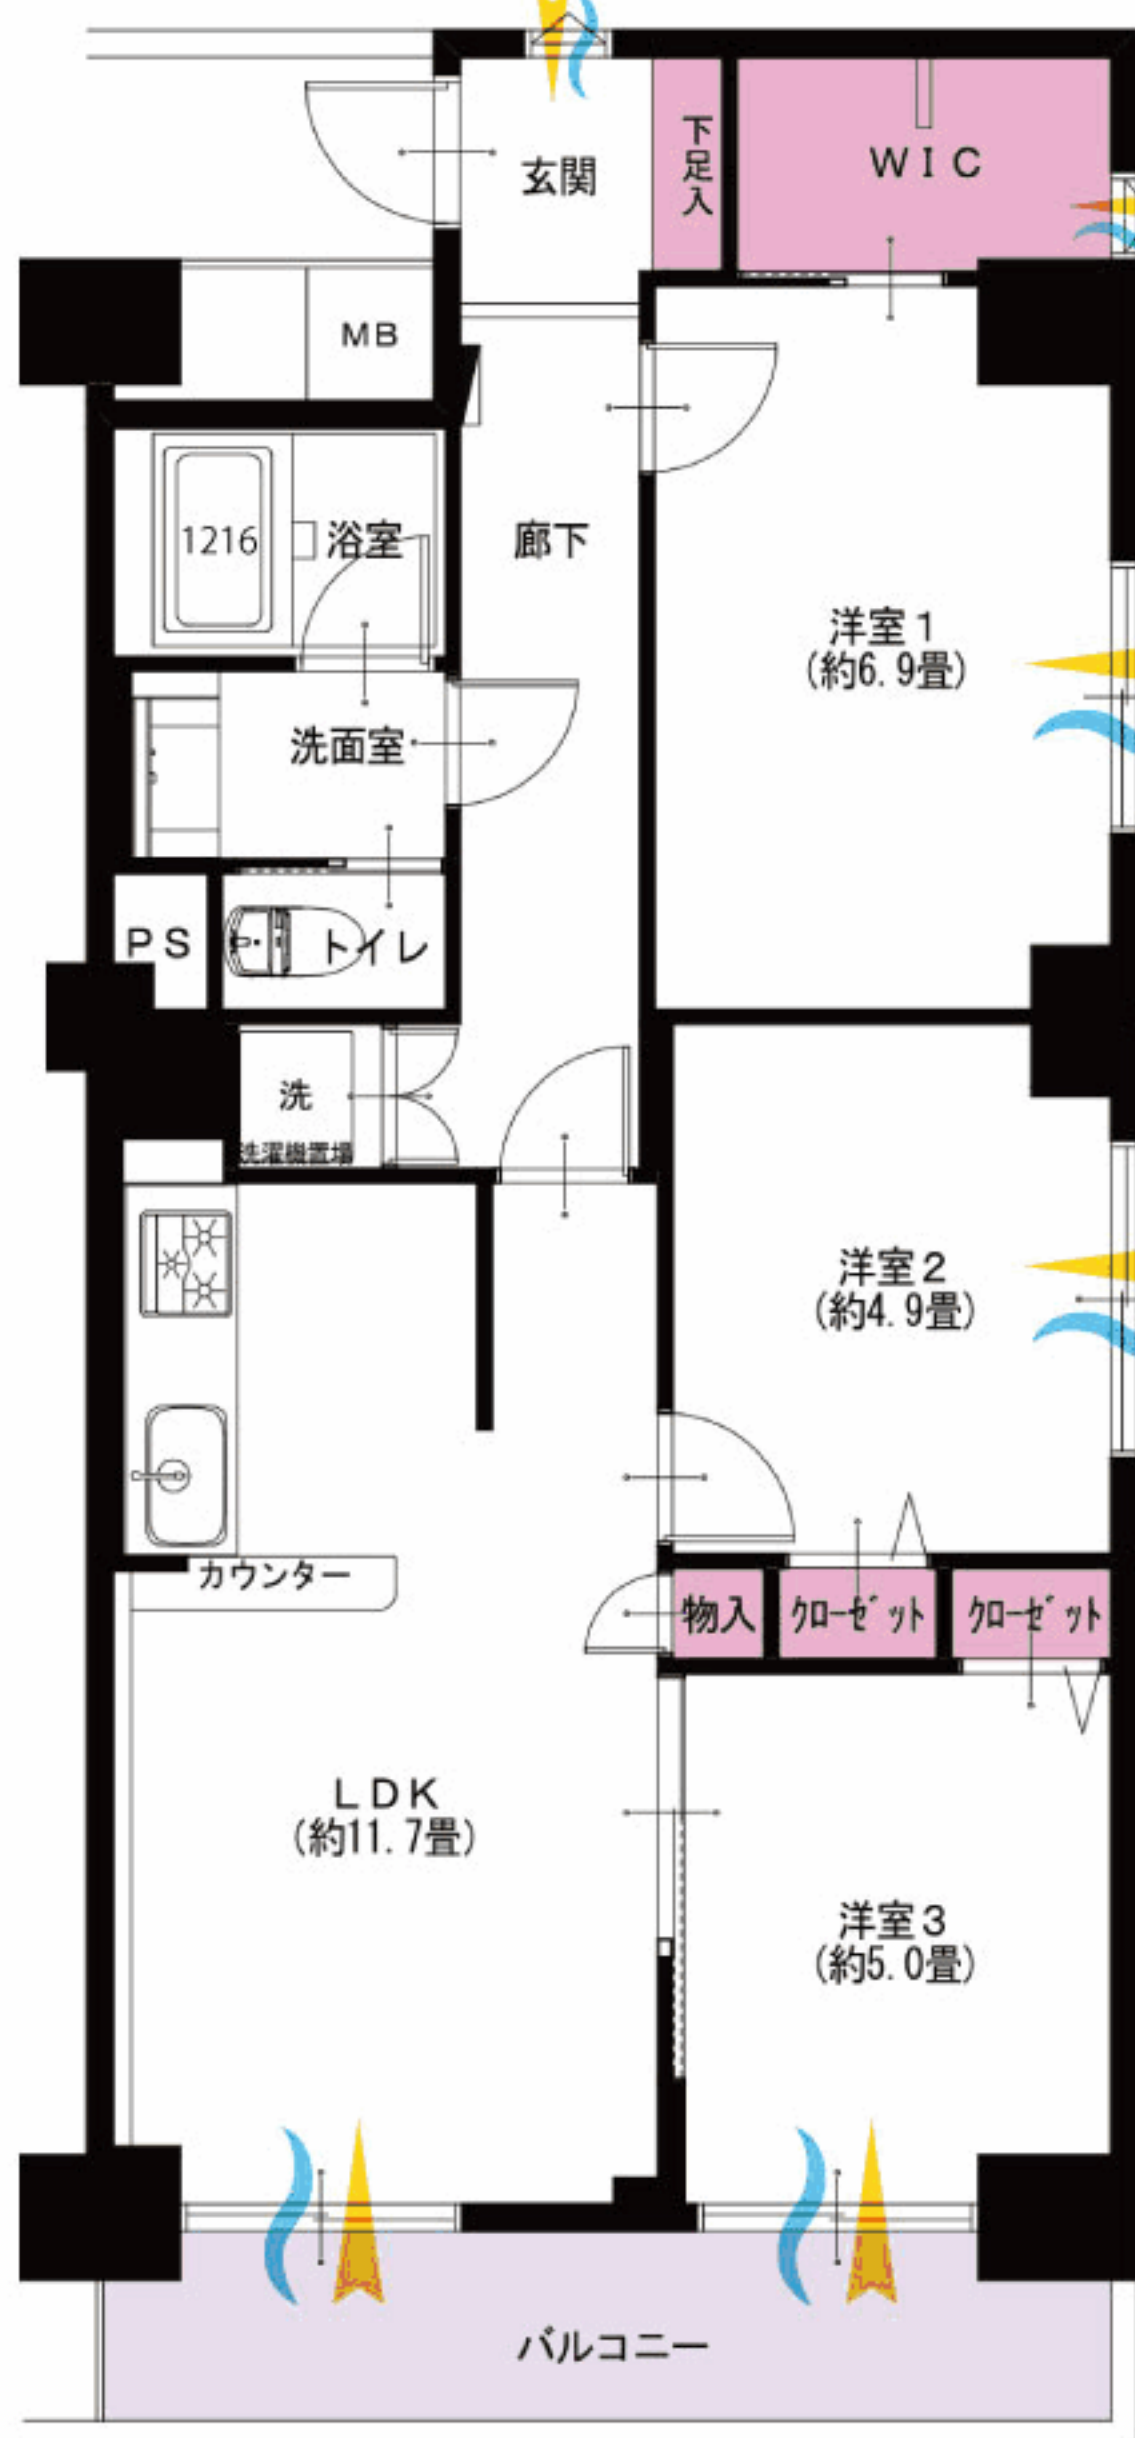 玄関
下足入
WIC
MB
1216
浴室
廊下
洋室1
(約6.9畳)
洗面室
PS
トイレ
洗
洗濯機置場
洋室2
(約4.9畳)
カウンター
物入
クローゼット
クローゼット
LDK
(約11.7畳)
洋室3
(約5.0畳)
バルコニー